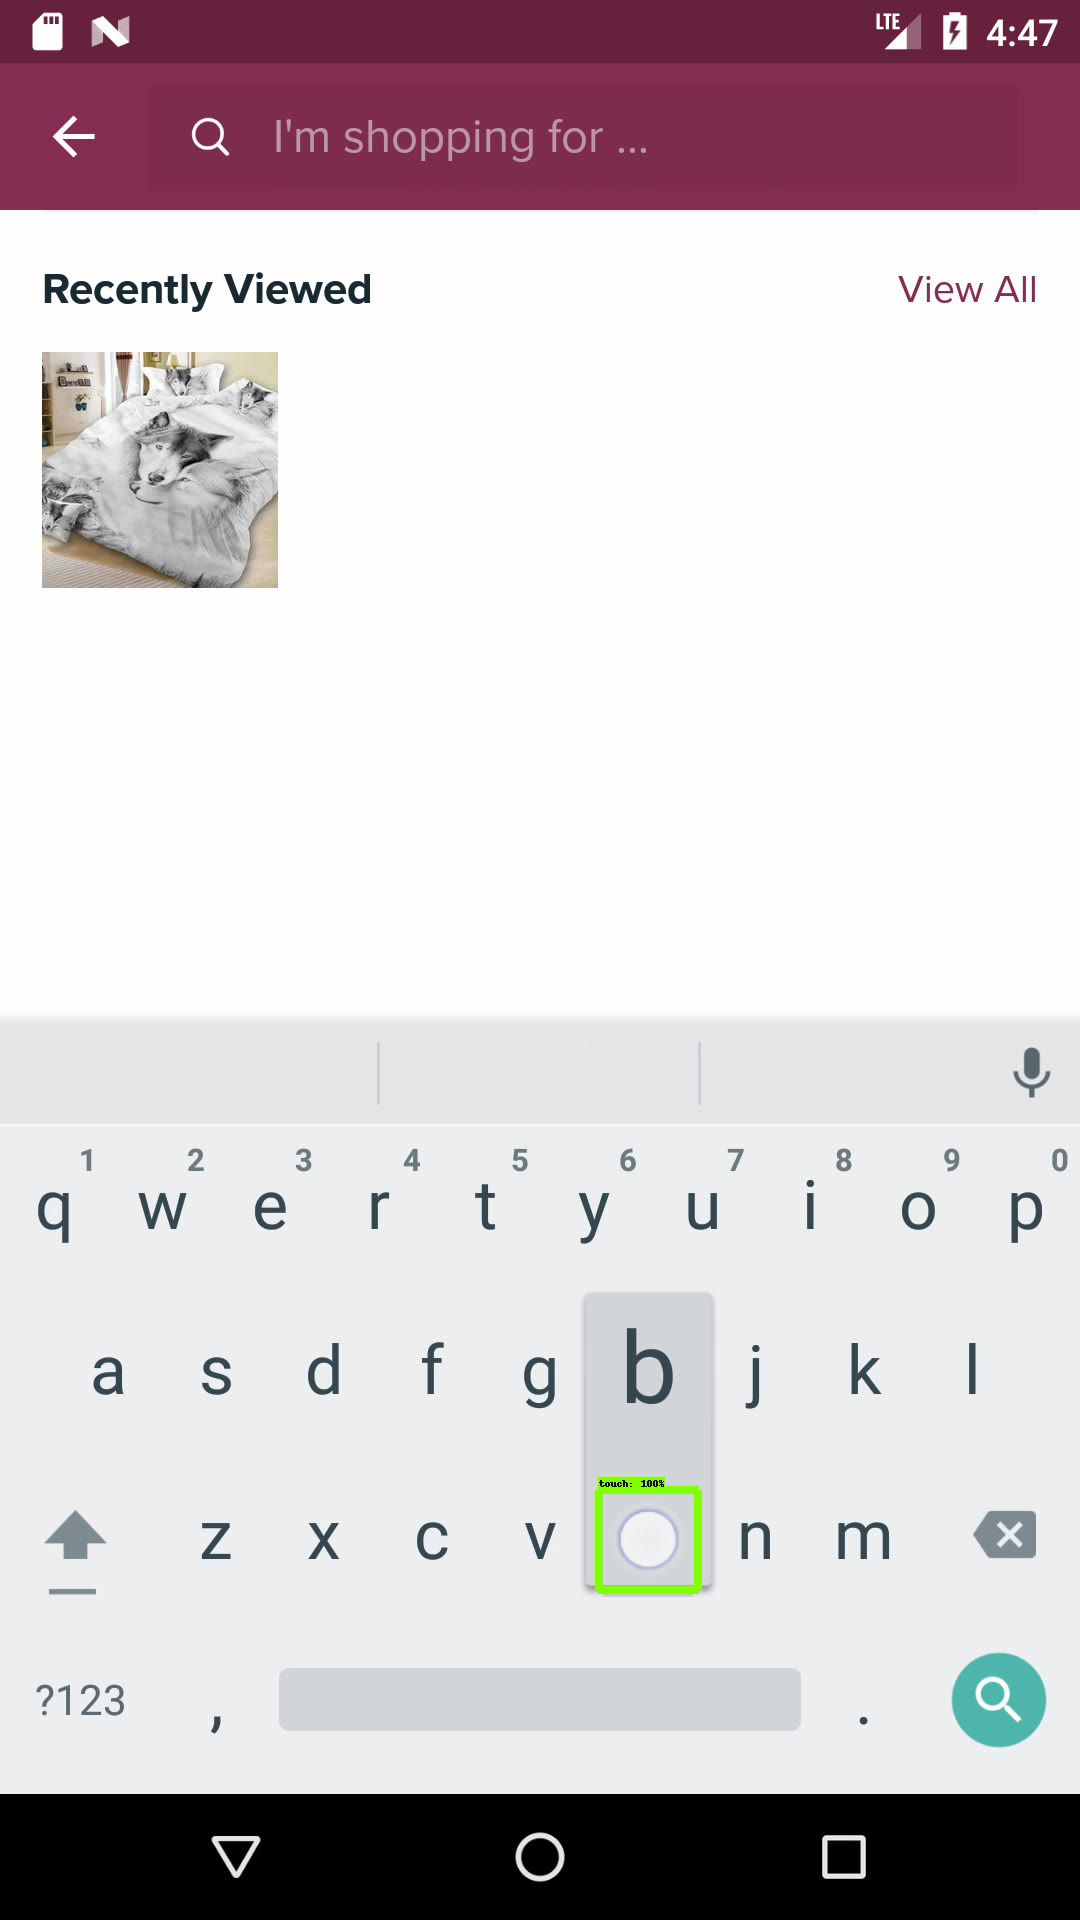 LTE 4:47
I'm shopping for ...
Recently Viewed View All
1 2 3 4 5 6 7 8 9 0
q w e r t y u i o p
a s d f g b j k l
touch: 100%
z x c v n m
?123 , .